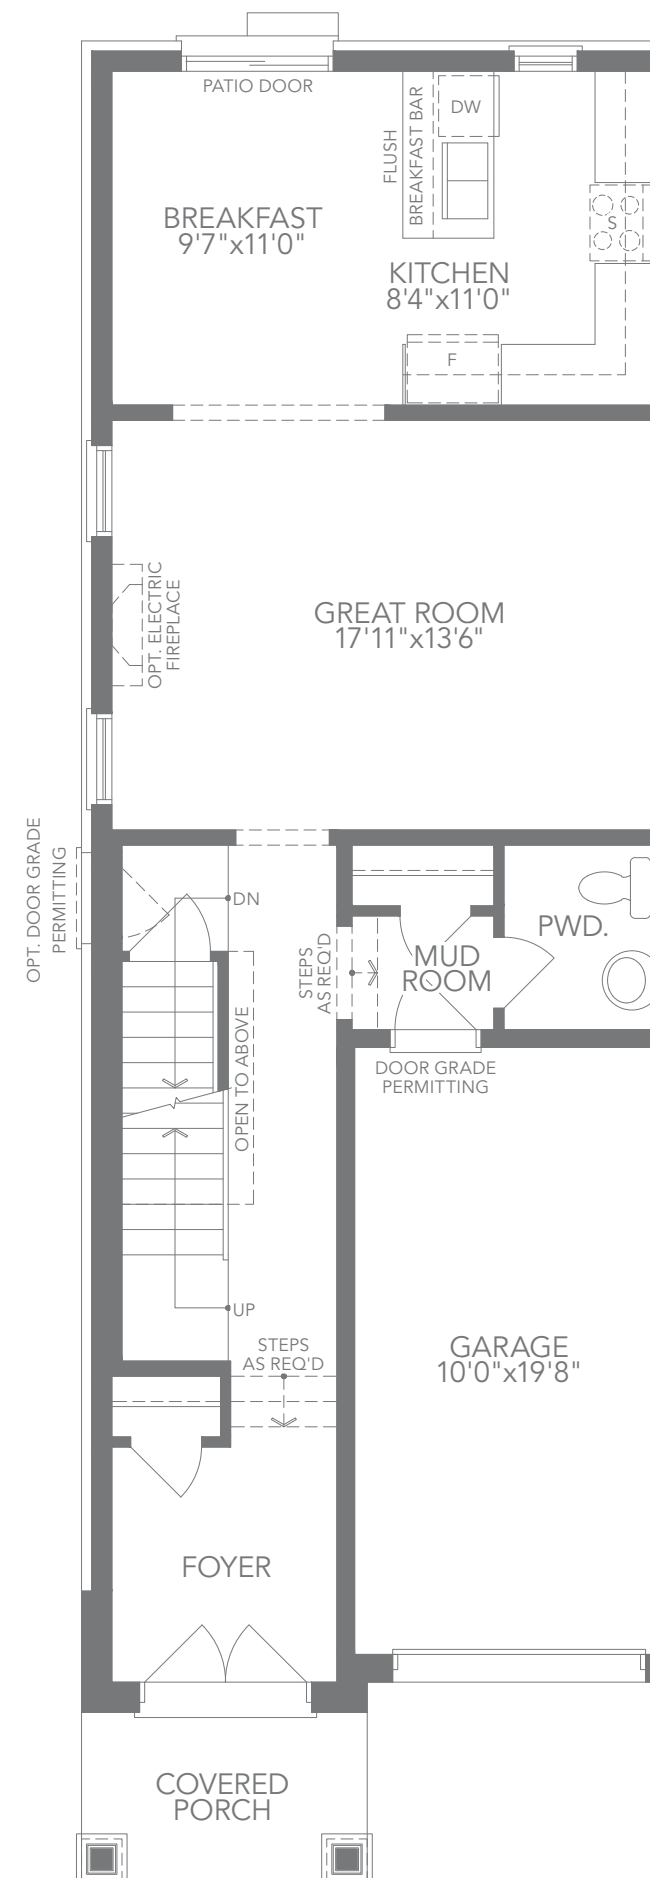 PATIO DOOR
FLUSH
BREAKFAST BAR
DW
BREAKFAST
9'7"x11'0"
S
KITCHEN
8'4"x11'0"
F
OPT. ELECTRIC
FIREPLACE
GREAT ROOM
17'11"x13'6"
OPT. DOOR GRADE
PERMITTING
DN
STEPS
AS REQ'D
PWD.
MUD
ROOM
OPEN TO ABOVE
DOOR GRADE
PERMITTING
UP
STEPS
AS REQ'D
GARAGE
10'0"x19'8"
FOYER
COVERED
PORCH